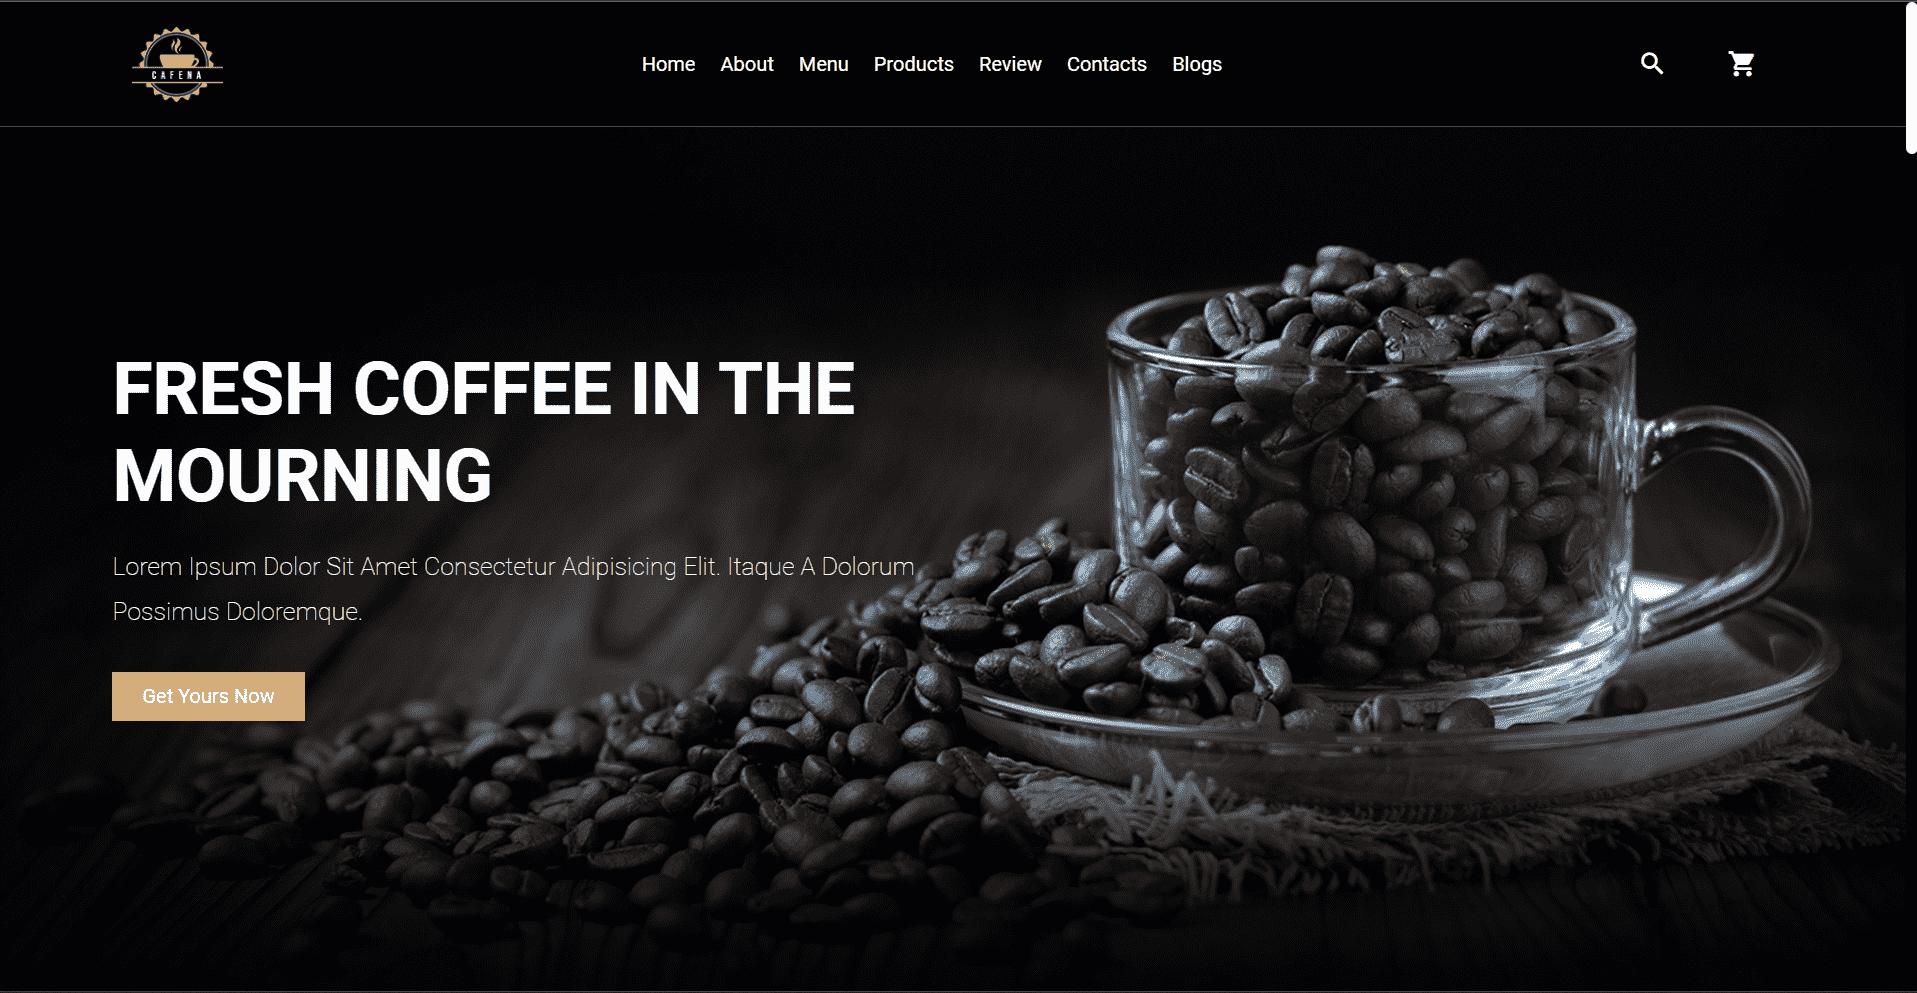 CAFENA
Home About Menu Products Review Contacts Blogs
FRESH COFFEE IN THE
MOURNING
Lorem Ipsum Dolor Sit Amet Consectetur Adipisicing Elit. Itaque A Dolorum
Possimus Doloremque.
Get Yours Now